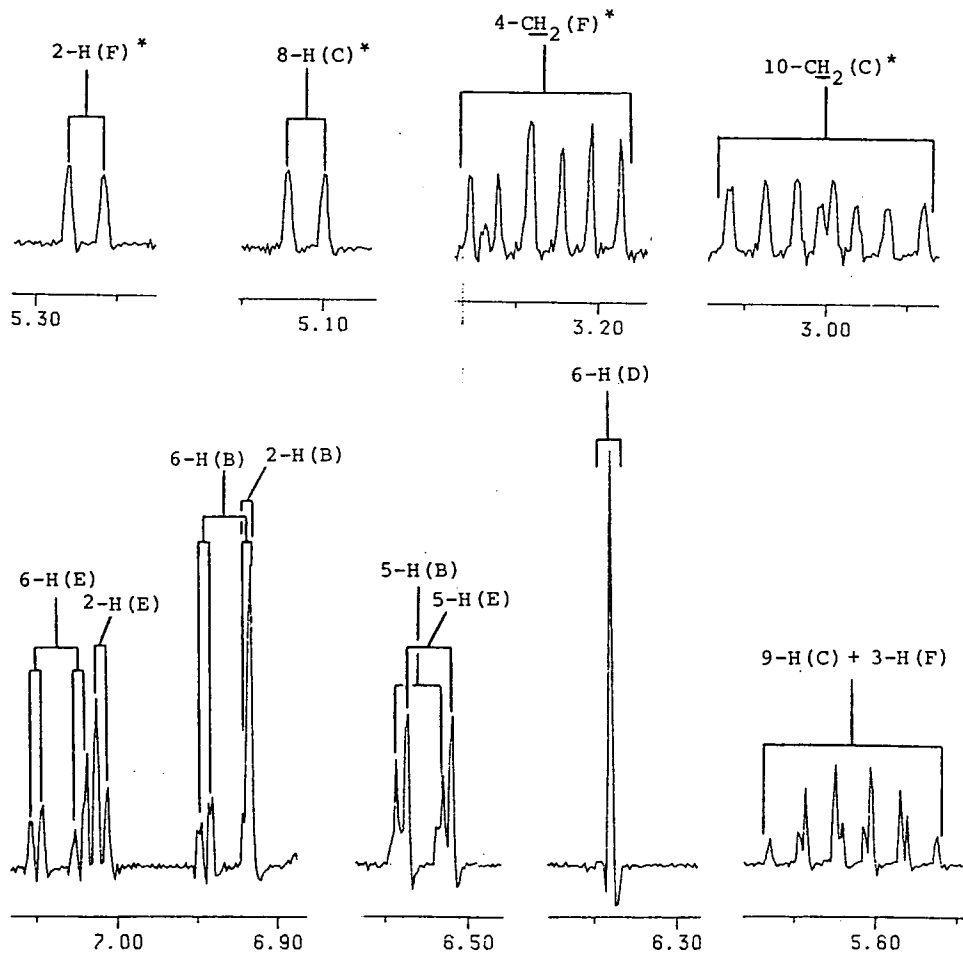 2-H(F)*
8-H(C)*
4-CH₂(F)*
10-CH₂(C)*
5.30
5.10
3.20
3.00
6-H(D)
6-H(B)
2-H(B)
6-H(E)
2-H(E)
5-H(B)
5-H(E)
9-H(C) + 3-H(F)
7.00
6.90
6.50
6.30
5.60